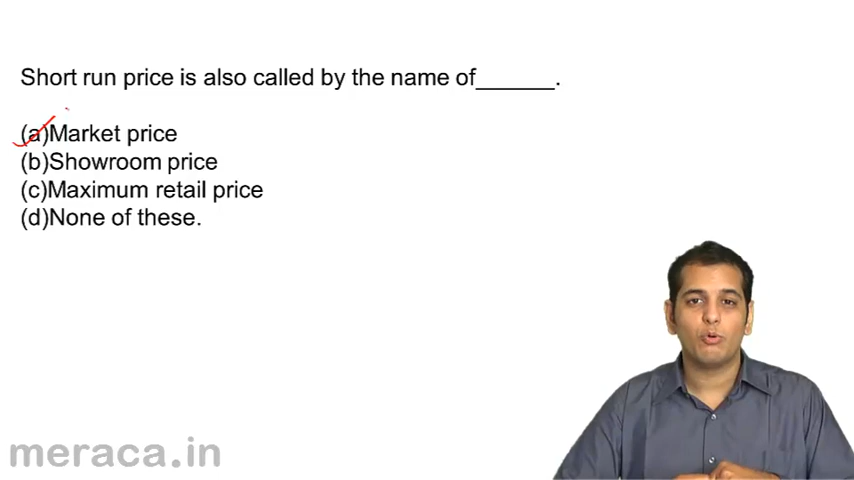 Short run price is also called by the name of______.
(a)Market price
(b)Showroom price
(c)Maximum retail price
(d)None of these.
meraca.in